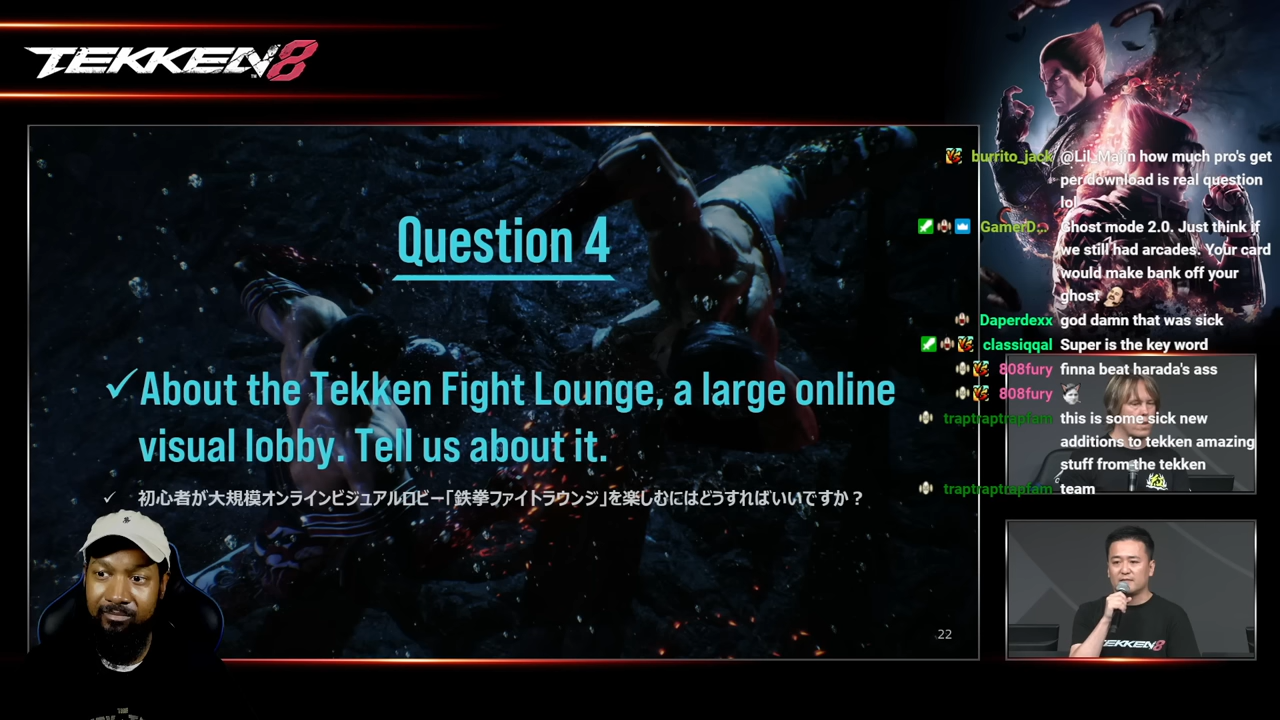 TEKKEN 8
Question 4
✓About the Tekken Fight Lounge, a large online
visual lobby. Tell us about it.
✓ 初心者が大規模オンラインビジュアルロビー「鉄拳ファイトラウンジ」を楽しむにはどうすればいいですか？
22
burrito_jack @Lil_Majin how much pro's get
per download is real question
lol
GamerD... Ghost mode 2.0. Just think if
we still had arcades. Your card
would make bank off your
ghost
Daperdexx god damn that was sick
classiqqal Super is the key word
808fury finna beat harada's ass
808fury
traptraptrapfam this is some sick new
additions to tekken amazing
stuff from the tekken
traptraptrapfam team
TEKKEN 8